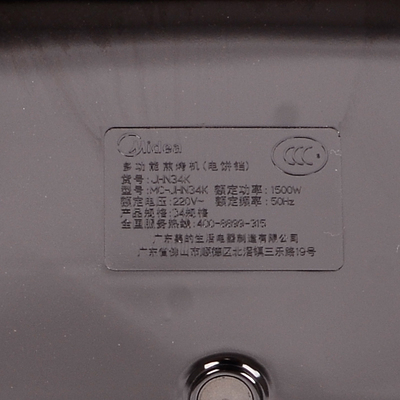 Midea
多功能煎烤机(电饼铛)
CCC
货号:JHN34K
型号:MC-JHN34K 额定功率:1500W
额定电压:220V~ 额定频率:50Hz
产品规格:34规格
全国服务热线:400-8899-315
广东美的生活电器制造有限公司
广东省佛山市顺德区北滘镇三乐路19号